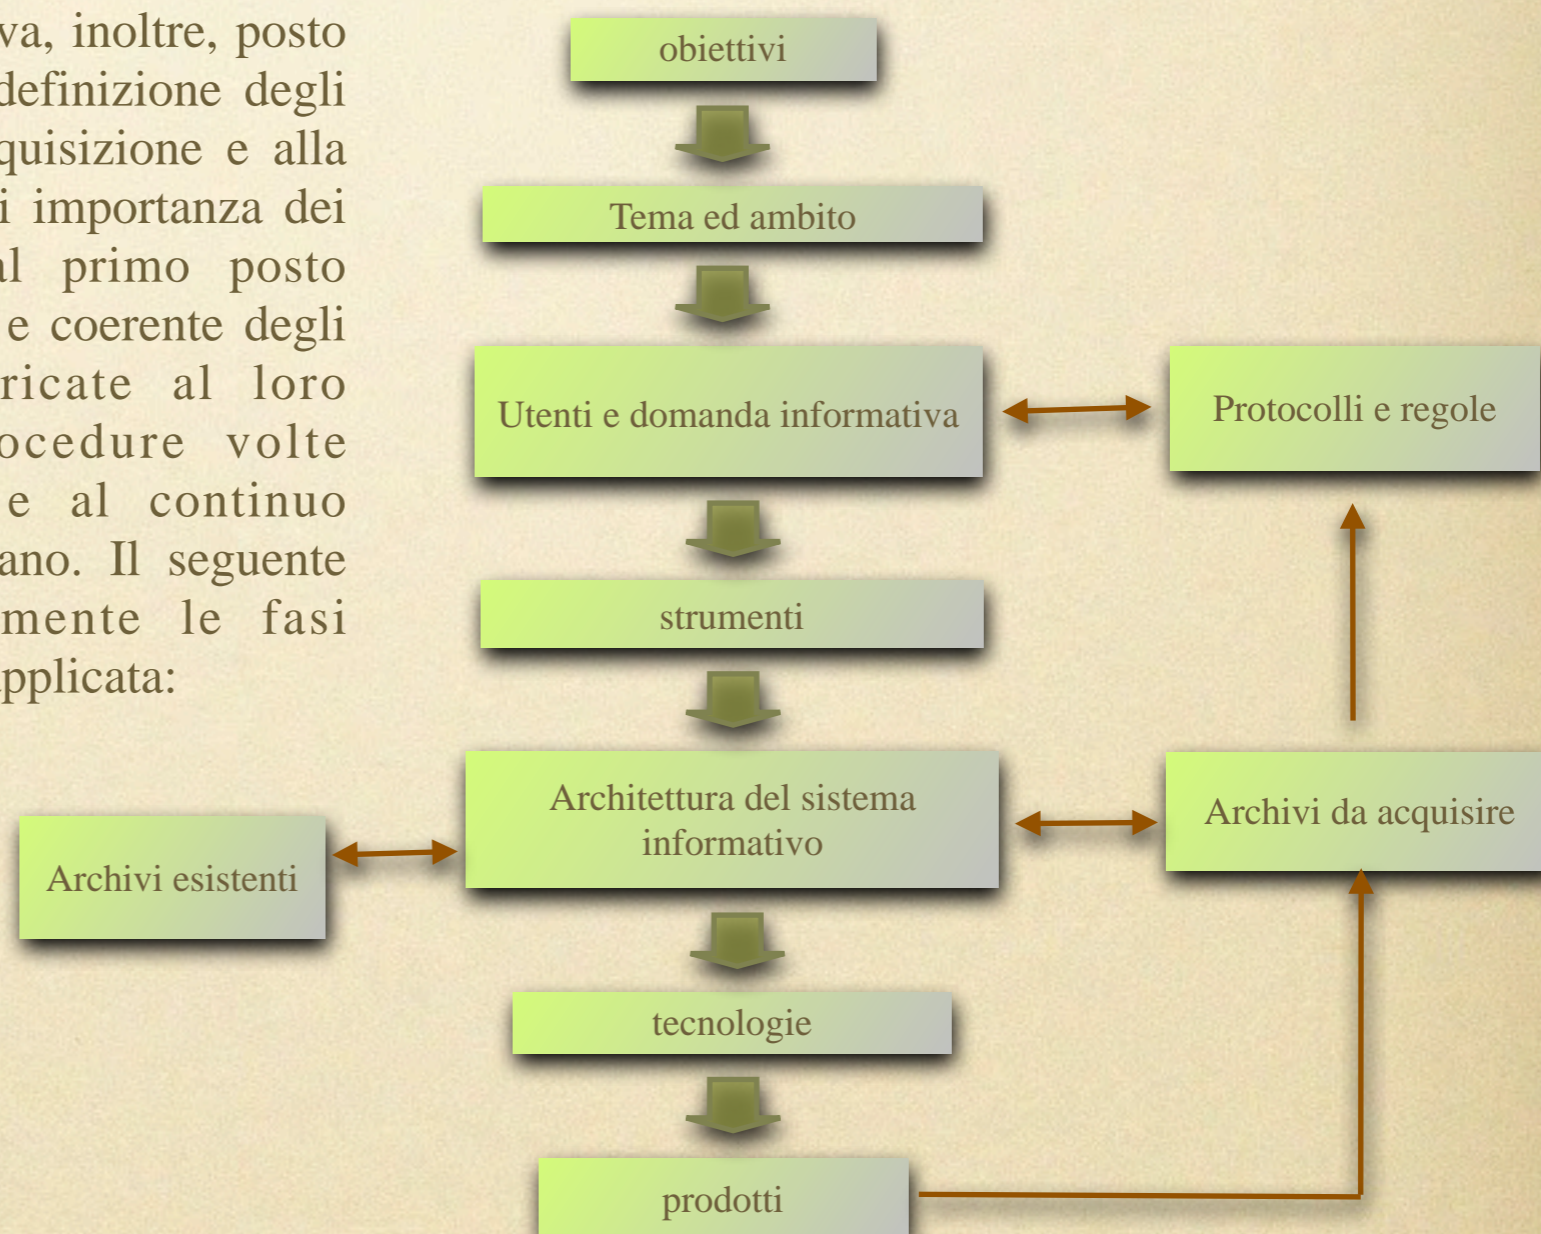 va, inoltre, posto
definizione degli
quisizione e alla
i importanza dei
al primo posto
e coerente degli
ricate al loro
ocedure volte
e al continuo
ano. Il seguente
mente le fasi
applicata:
obiettivi
Tema ed ambito
Utenti e domanda informativa
Protocolli e regole
strumenti
Architettura del sistema
informativo
Archivi da acquisire
Archivi esistenti
tecnologie
prodotti